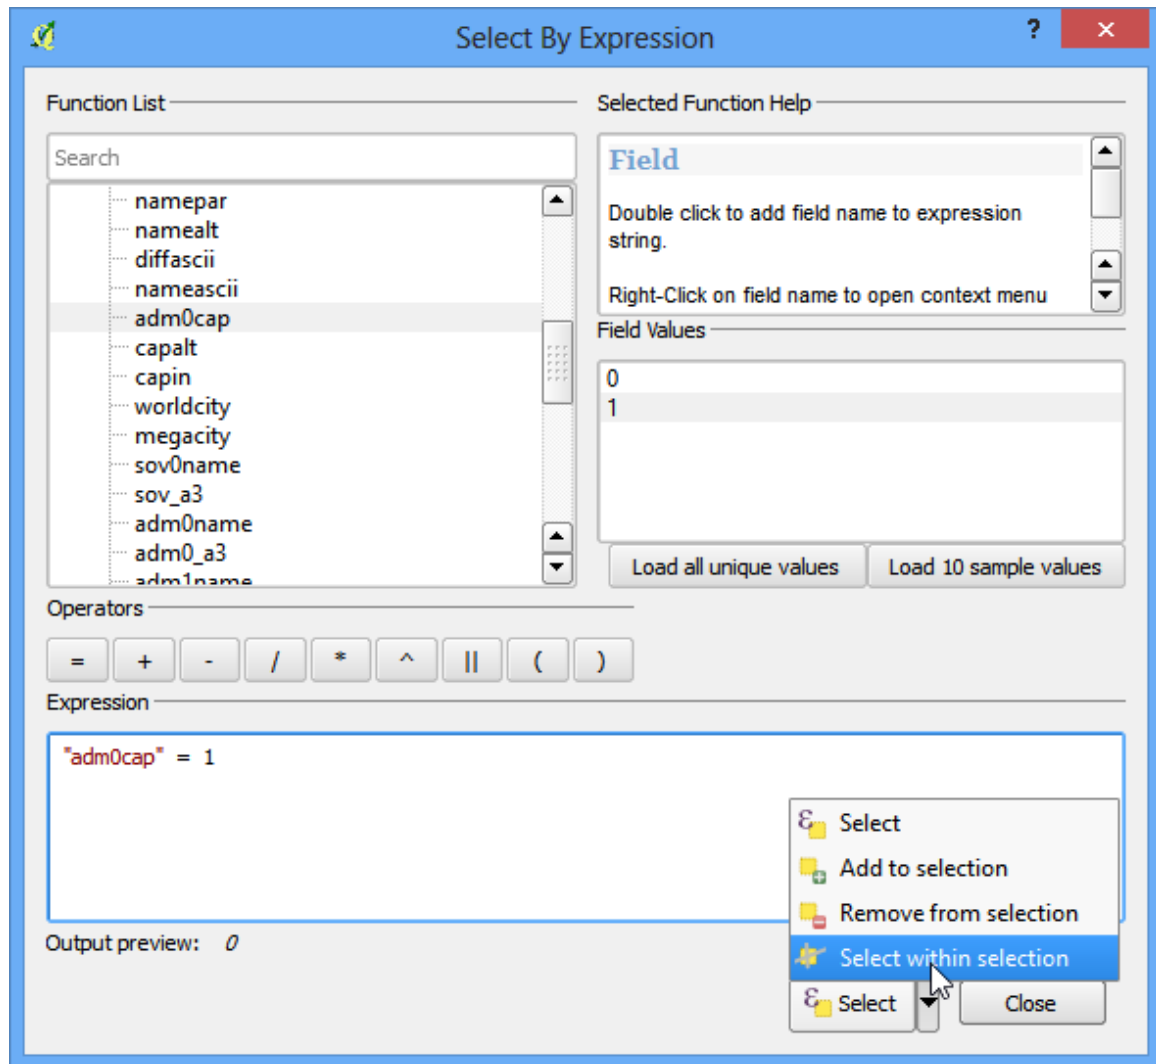 Select By Expression
?
×
Function List
Search
namepar
namealt
diffascii
nameascii
adm0cap
capalt
capin
worldcity
megacity
sov0name
sov_a3
adm0name
adm0_a3
adm1name
Selected Function Help
Field
Double click to add field name to expression
string.
Right-Click on field name to open context menu
Field Values
0
1
Load all unique values
Load 10 sample values
Operators
= + - / * ^ || ( )
Expression
"adm0cap" = 1
Select
Add to selection
Remove from selection
Select within selection
Output preview: 0
Select
Close